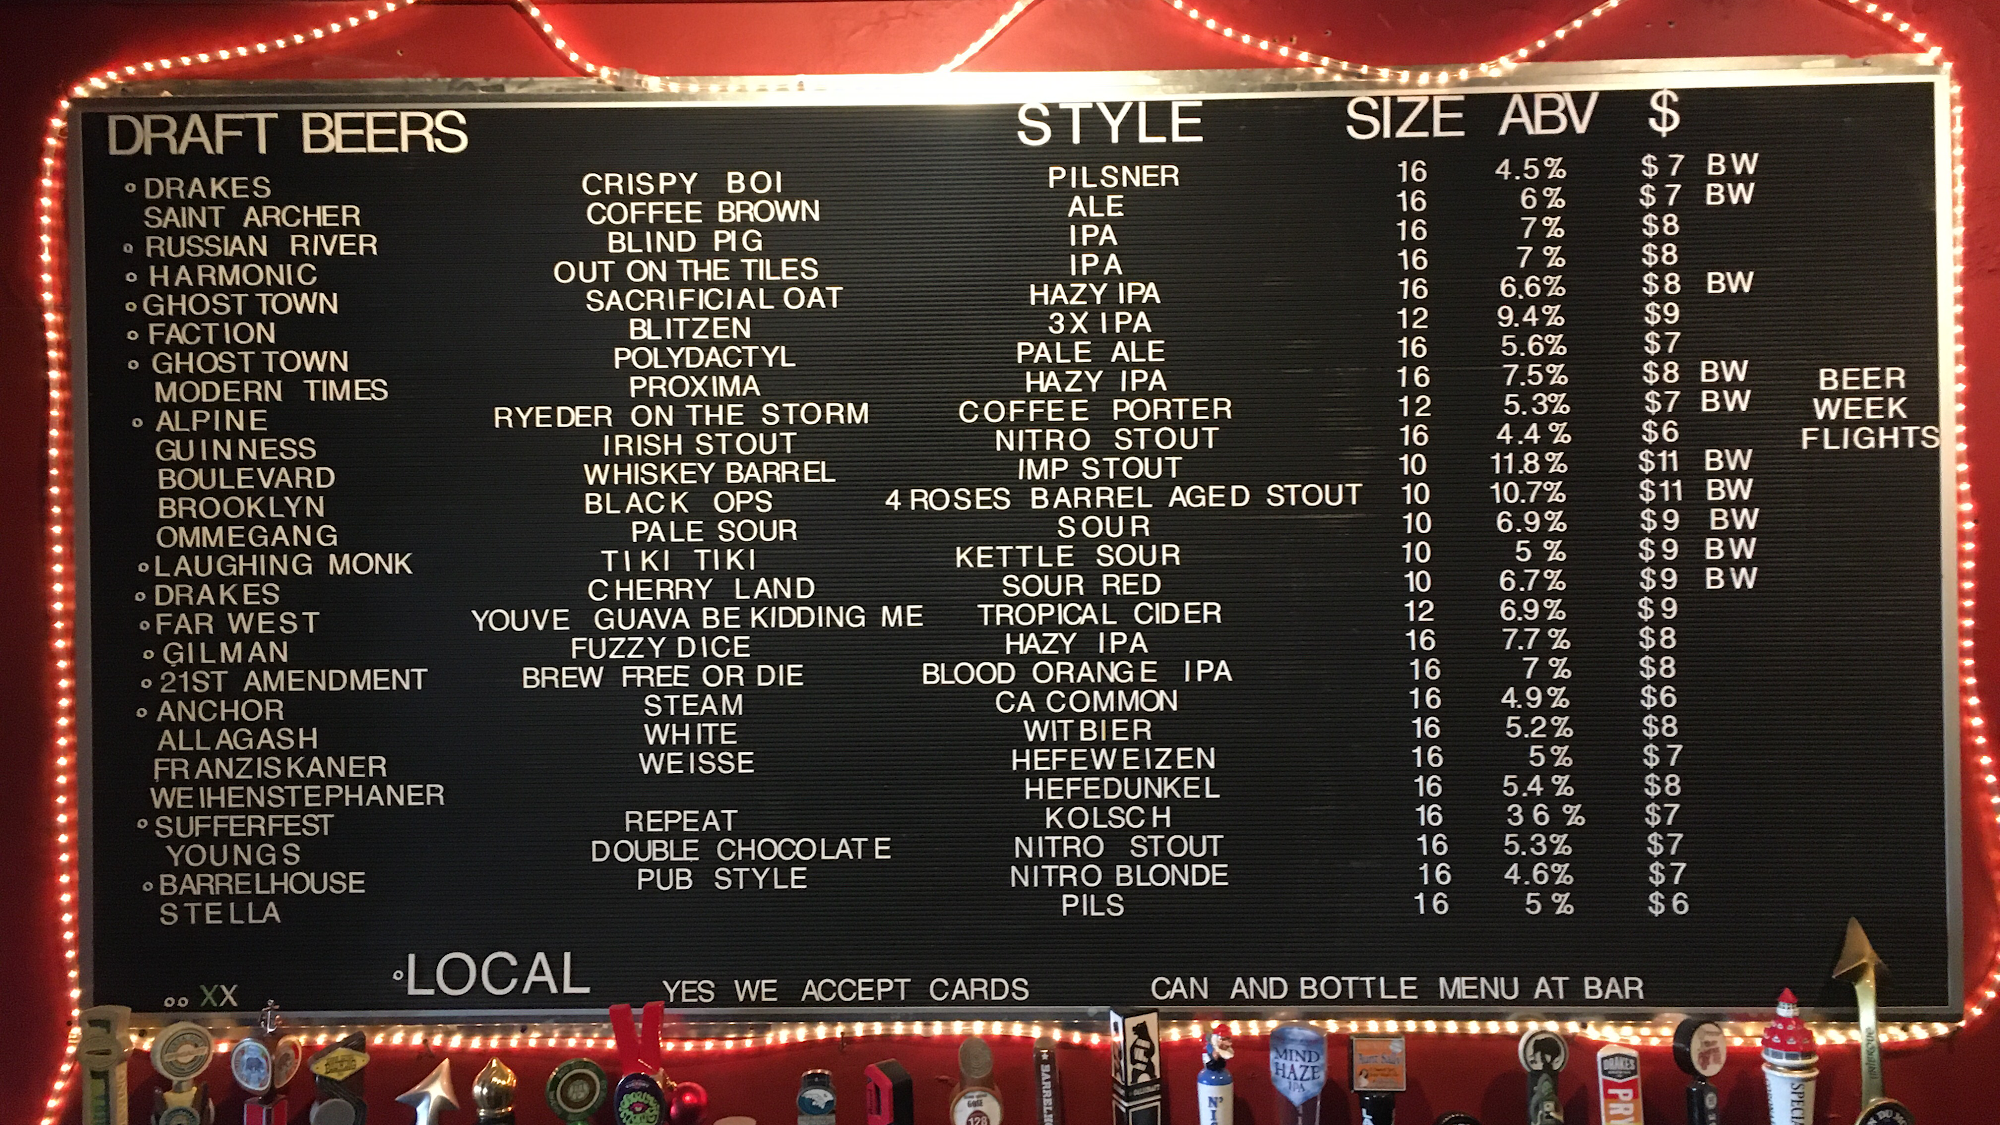 DRAFT BEERS STYLE SIZE ABV $
° DRAKES CRISPY BOI PILSNER 16 4.5% $7 BW
SAINT ARCHER COFFEE BROWN ALE 16 6% $7 BW
° RUSSIAN RIVER BLIND PIG IPA 16 7% $8
° HARMONIC OUT ON THE TILES IPA 16 7% $8
° GHOST TOWN SACRIFICIAL OAT HAZY IPA 16 6.6% $8 BW
° FACTION BLITZEN 3X IPA 12 9.4% $9
° GHOST TOWN POLYDACTYL PALE ALE 16 5.6% $7
MODERN TIMES PROXIMA HAZY IPA 16 7.5% $8 BW
° ALPINE RYEDER ON THE STORM COFFEE PORTER 12 5.3% $7 BW
GUINNESS IRISH STOUT NITRO STOUT 16 4.4% $6
BOULEVARD WHISKEY BARREL IMP STOUT 10 11.8% $11 BW
BROOKLYN BLACK OPS 4 ROSES BARREL AGED STOUT 10 10.7% $11 BW
OMMEGANG PALE SOUR SOUR 10 6.9% $9 BW
° LAUGHING MONK TIKI TIKI KETTLE SOUR 10 5% $9 BW
° DRAKES CHERRY LAND SOUR RED 10 6.7% $9 BW
° FAR WEST YOUVE GUAVA BE KIDDING ME TROPICAL CIDER 12 6.9% $9
° GILMAN FUZZY DICE HAZY IPA 16 7.7% $8
° 21ST AMENDMENT BREW FREE OR DIE BLOOD ORANGE IPA 16 7% $8
° ANCHOR STEAM CA COMMON 16 4.9% $6
ALLAGASH WHITE WITBIER 16 5.2% $8
FRANZISKANER WEISSE HEFEWEIZEN 16 5% $7
WEIHENSTEPHANER HEFEDUNKEL 16 5.4% $8
° SUFFERFEST REPEAT KOLSCH 16 3 6 % $7
YOUNGS DOUBLE CHOCOLATE NITRO STOUT 16 5.3% $7
° BARRELHOUSE PUB STYLE NITRO BLONDE 16 4.6% $7
STELLA PILS 16 5% $6
BEER
WEEK
FLIGHTS
°LOCAL YES WE ACCEPT CARDS CAN AND BOTTLE MENU AT BAR
°° XX
MIND
HAZE
IPA
DRAKES